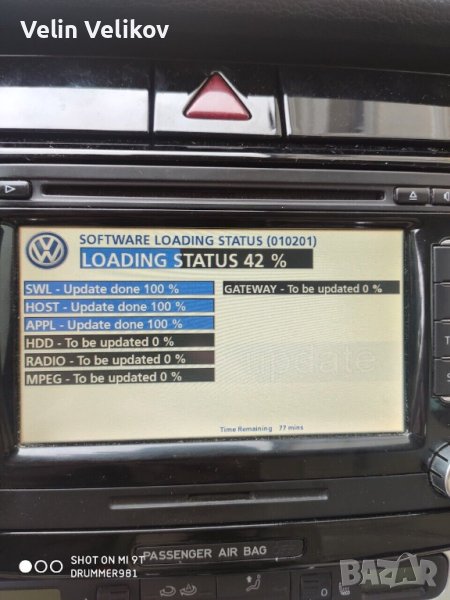 Velin Velikov
SOFTWARE LOADING STATUS (010201)
LOADING STATUS 42 %
SWL - Update done 100 %
GATEWAY - To be updated 0 %
HOST - Update done 100 %
APPL - Update done 100 %
HDD - To be updated 0 %
RADIO - To be updated 0 %
MPEG - To be updated 0 %
update
Time Remaining 77 mins
T
S
PASSENGER AIR BAG
SHOT ON MI 9T
DRUMMER981
0
BAZAR